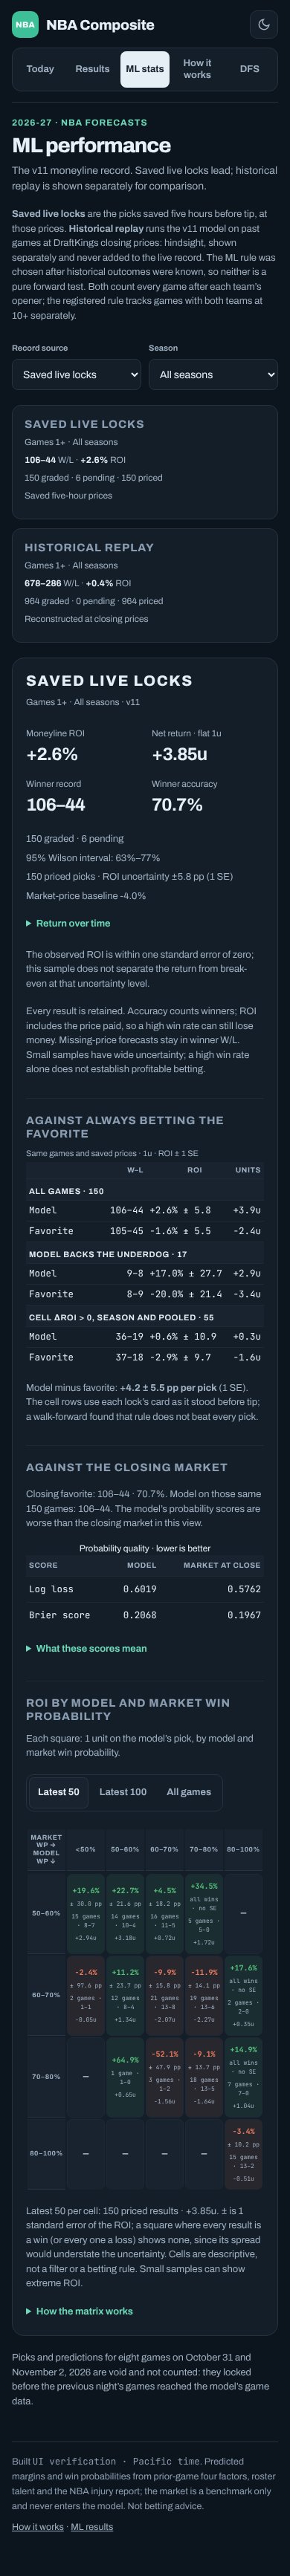 NBA
NBA Composite
Today
Results
ML stats
How it
works
DFS
2026-27 · NBA FORECASTS
ML performance
The v11 moneyline record. Saved live locks lead; historical
replay is shown separately for comparison.
Saved live locks are the picks saved five hours before tip, at
those prices. Historical replay runs the v11 model on past
games at DraftKings closing prices: hindsight, shown
separately and never added to the live record. The ML rule was
chosen after historical outcomes were known, so neither is a
pure forward test. Both count every game after each team's
opener; the registered rule tracks games with both teams at
10+ separately.
Record source
Season
Saved live locks
All seasons
SAVED LIVE LOCKS
Games 1+ · All seasons
106–44 W/L · +2.6% ROI
150 graded · 6 pending · 150 priced
Saved five-hour prices
HISTORICAL REPLAY
Games 1+ · All seasons
678–286 W/L · +0.4% ROI
964 graded · 0 pending · 964 priced
Reconstructed at closing prices
SAVED LIVE LOCKS
Games 1+ · All seasons · v11
Moneyline ROI
Net return · flat 1u
+2.6%
+3.85u
Winner record
Winner accuracy
106–44
70.7%
150 graded · 6 pending
95% Wilson interval: 63%–77%
150 priced picks · ROI uncertainty ±5.8 pp (1 SE)
Market-price baseline -4.0%
▶ Return over time
The observed ROI is within one standard error of zero;
this sample does not separate the return from break-
even at that uncertainty level.
Every result is retained. Accuracy counts winners; ROI
includes the price paid, so a high win rate can still lose
money. Missing-price forecasts stay in winner W/L.
Small samples have wide uncertainty; a high win rate
alone does not establish profitable betting.
AGAINST ALWAYS BETTING THE
FAVORITE
Same games and saved prices · 1u · ROI ± 1 SE
W–L ROI UNITS
ALL GAMES · 150
Model 106–44 +2.6% ± 5.8 +3.9u
Favorite 105–45 -1.6% ± 5.5 -2.4u
MODEL BACKS THE UNDERDOG · 17
Model 9–8 +17.0% ± 27.7 +2.9u
Favorite 8–9 -20.0% ± 21.4 -3.4u
CELL ΔROI > 0, SEASON AND POOLED · 55
Model 36–19 +0.6% ± 10.9 +0.3u
Favorite 37–18 -2.9% ± 9.7 -1.6u
Model minus favorite: +4.2 ± 5.5 pp per pick (1 SE).
The cell rows use each lock's card as it stood before tip;
a walk-forward found that rule does not beat every pick.
AGAINST THE CLOSING MARKET
Closing favorite: 106–44 · 70.7%. Model on those same
150 games: 106–44. The model's probability scores are
worse than the closing market in this view.
Probability quality · lower is better
SCORE MODEL MARKET AT CLOSE
Log loss 0.6019 0.5762
Brier score 0.2068 0.1967
▶ What these scores mean
ROI BY MODEL AND MARKET WIN
PROBABILITY
Each square: 1 unit on the model's pick, by model and
market win probability.
Latest 50
Latest 100
All games
MARKET
WP →
MODEL
WP ↓
<50% 50–60% 60–70% 70–80% 80–100%
50–60%
+19.6%
± 30.0 pp
15 games
· 8–7
+2.94u
+22.7%
± 21.6 pp
14 games
· 10–4
+3.18u
+4.5%
± 18.2 pp
16 games
· 11–5
+0.72u
+34.5%
all wins
· no SE
5 games ·
5–0
+1.72u
—
60–70%
-2.4%
± 97.6 pp
2 games ·
1–1
-0.05u
+11.2%
± 23.7 pp
12 games
· 8–4
+1.34u
-9.9%
± 15.8 pp
21 games
· 13–8
-2.07u
-11.9%
± 14.1 pp
19 games
· 13–6
-2.27u
+17.6%
all wins
· no SE
2 games ·
2–0
+0.35u
70–80%
—
+64.9%
1 game ·
1–0
+0.65u
-52.1%
± 47.9 pp
3 games ·
1–2
-1.56u
-9.1%
± 13.7 pp
18 games
· 13–5
-1.64u
+14.9%
all wins
· no SE
7 games ·
7–0
+1.04u
80–100%
—
—
—
—
-3.4%
± 10.2 pp
15 games
· 13–2
-0.51u
Latest 50 per cell: 150 priced results · +3.85u. ± is 1
standard error of the ROI; a square where every result is
a win (or every one a loss) shows none, since its spread
would understate the uncertainty. Cells are descriptive,
not a filter or a betting rule. Small samples can show
extreme ROI.
▶ How the matrix works
Picks and predictions for eight games on October 31 and
November 2, 2026 are void and not counted: they locked
before the previous night's games reached the model's game
data.
Built UI verification · Pacific time. Predicted
margins and win probabilities from prior-game four factors, roster
talent and the NBA injury report; the market is a benchmark only
and never enters the model. Not betting advice.
How it works · ML results